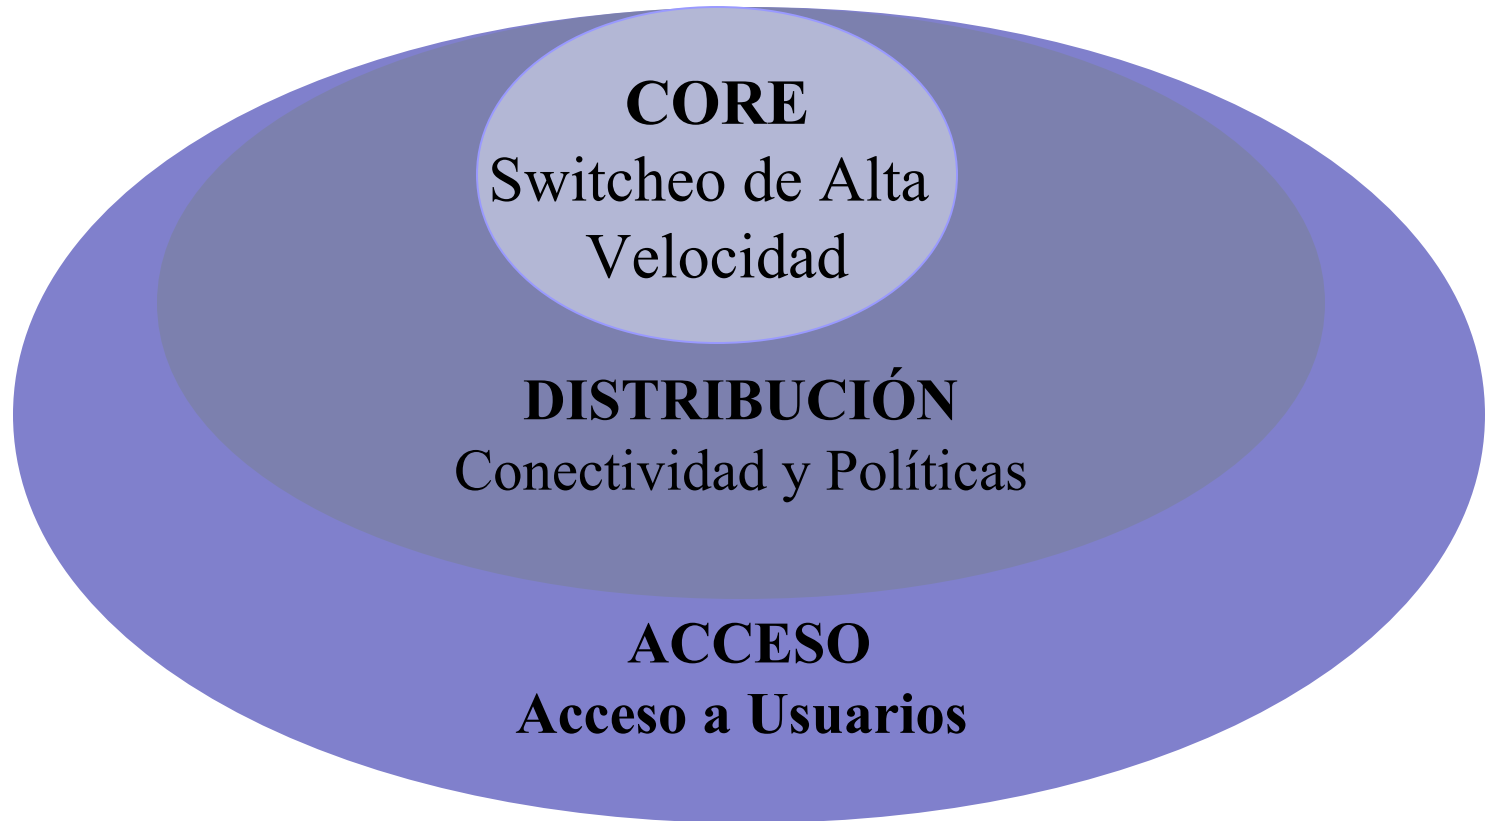 CORE
Switcheo de Alta
Velocidad
DISTRIBUCIÓN
Conectividad y Políticas
ACCESO
Acceso a Usuarios